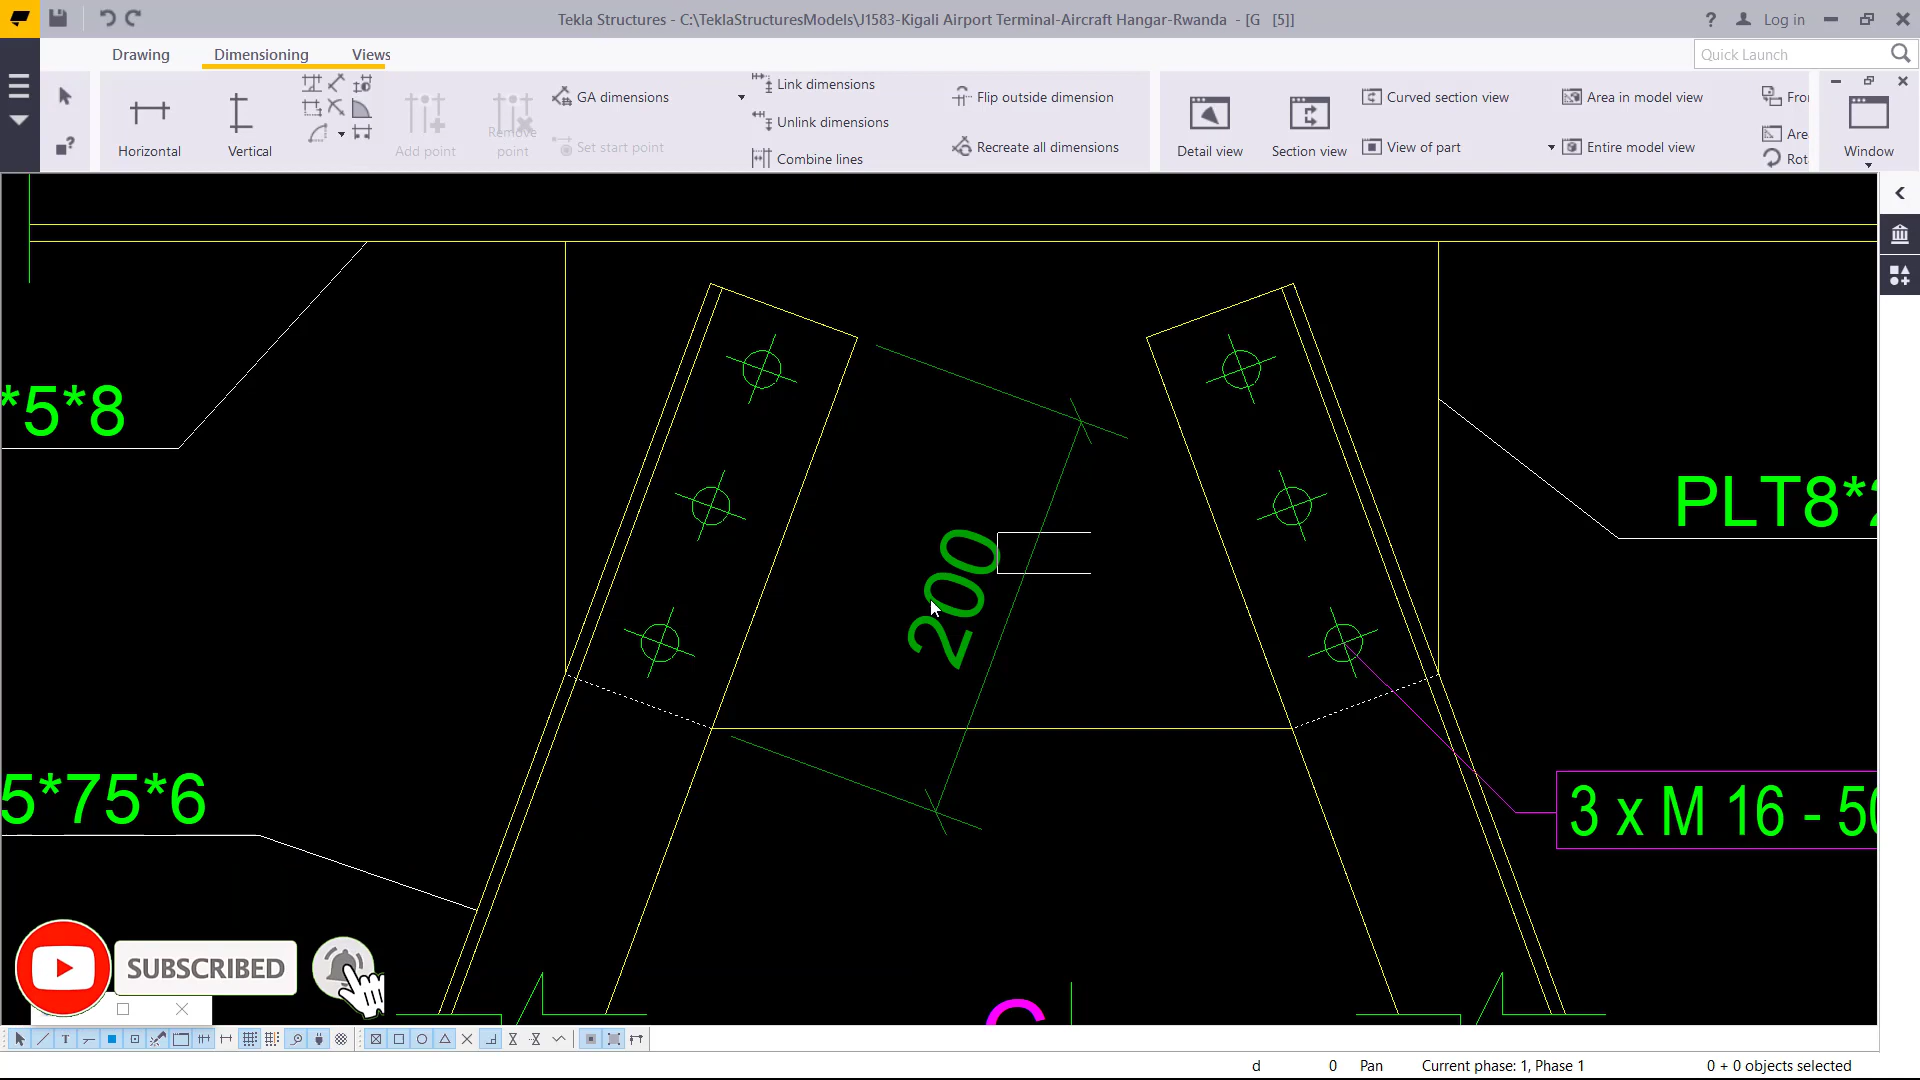 Tekla Structures - C:\TeklaStructuresModels\J1583-Kigali Airport Terminal-Aircraft Hangar-Rwanda - [G [5]]
? Log in
Drawing Dimensioning Views
Quick Launch
Horizontal
Vertical
Add point
Remove point
GA dimensions
Set start point
Link dimensions
Unlink dimensions
Combine lines
Flip outside dimension
Recreate all dimensions
Detail view
Section view
Curved section view
View of part
Area in model view
Entire model view
Fro
Are
Rot
Window
*5*8
PLT8*
200
5*75*6
3 x M 16 - 50
SUBSCRIBED
d 0 Pan Current phase: 1, Phase 1 0 + 0 objects selected